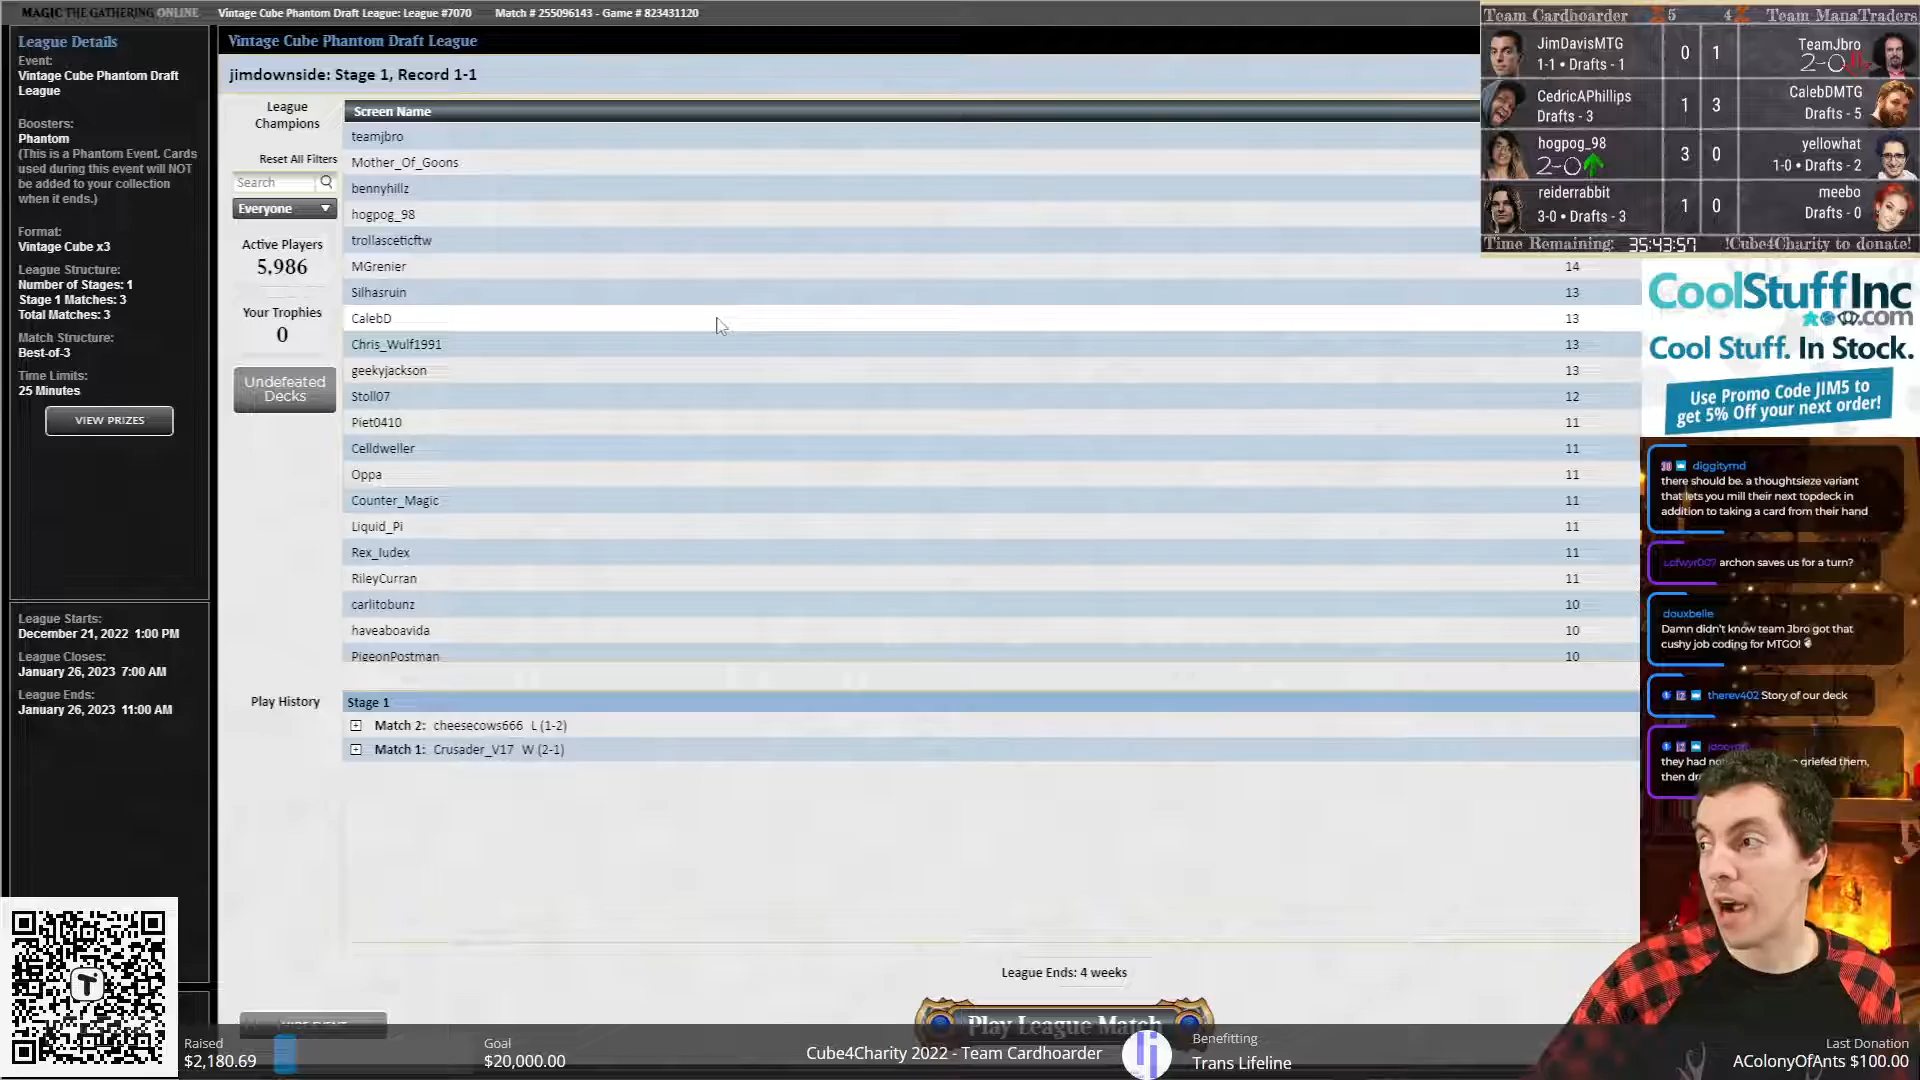 MAGIC THE GATHERING ONLINE
Vintage Cube Phantom Draft League: League #7070
Match # 255096143 - Game # 823431120
League Details
Event:
Vintage Cube Phantom Draft
League
Boosters:
Phantom
(This is a Phantom Event. Cards
used during this event will NOT
be added to your collection
when it ends.)
Format:
Vintage Cube x3
League Structure:
Number of Stages: 1
Stage 1 Matches: 3
Total Matches: 3
Match Structure:
Best-of-3
Time Limits:
25 Minutes
VIEW PRIZES
League Starts:
December 21, 2022 1:00 PM
League Closes:
January 26, 2023 7:00 AM
League Ends:
January 26, 2023 11:00 AM
Vintage Cube Phantom Draft League
jimdownside: Stage 1, Record 1-1
League
Champions
Reset All Filters
Search
Everyone
Active Players
5,986
Your Trophies
0
Undefeated
Decks
Screen Name
teamjbro
Mother_Of_Goons
bennyhillz
hogpog_98
trollasceticftw
MGrenier 14
Silhasruin 13
CalebD 13
Chris_Wulf1991 13
geekyjackson 13
Stoll07 12
Piet0410 11
Celldweller 11
Oppa 11
Counter_Magic 11
Liquid_Pi 11
Rex_Iudex 11
RileyCurran 11
carlitobunz 10
haveaboavida 10
PigeonPostman 10
Play History
Stage 1
Match 2: cheesecows666 L (1-2)
Match 1: Crusader_V17 W (2-1)
League Ends: 4 weeks
Play League Match
HIDE EVENT
Team Cardhoarder 5 4 Team ManaTraders
JimDavisMTG 0 1 TeamJbro
1-1 • Drafts - 1 2-0
CedricAPhillips 1 3 CalebDMTG
Drafts - 3 Drafts - 5
hogpog_98 3 0 yellowhat
2-0 1-0 • Drafts - 2
reiderrabbit 1 0 meebo
3-0 • Drafts - 3 Drafts - 0
Time Remaining: 35:43:57 !Cube4Charity to donate!
CoolStuffInc
.com
Cool Stuff. In Stock.
Use Promo Code JIM5 to
get 5% Off your next order!
diggitymd
there should be. a thoughtsieze variant
that lets you mill their next topdeck in
addition to taking a card from their hand
archon saves us for a turn?
douxbelle
Damn didn't know team Jbro got that
cushy job coding for MTGO!
therev402 Story of our deck
they had griefed them,
then
Raised
$2,180.69
Goal
$20,000.00
Cube4Charity 2022 - Team Cardhoarder
Benefitting
Trans Lifeline
Last Donation
AColonyOfAnts $100.00